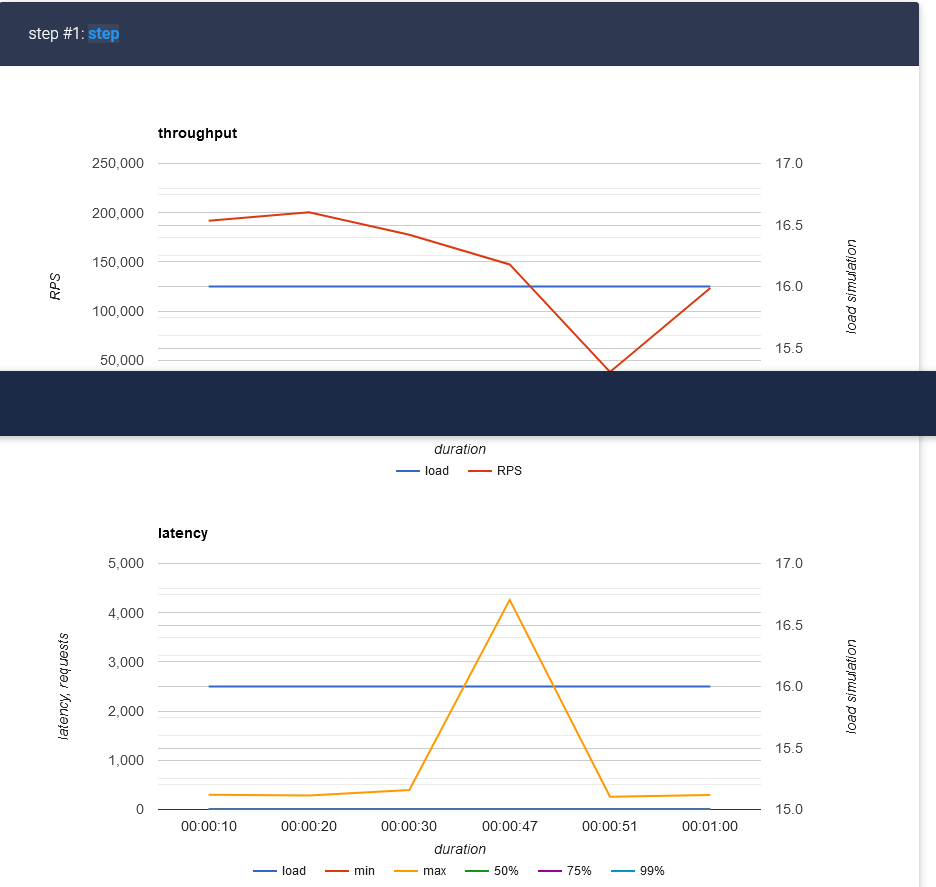 step #1: step
throughput
250,000
200,000
150,000
100,000
50,000
RPS
17.0
16.5
16.0
15.5
load simulation
duration
load RPS
latency
5,000
4,000
3,000
2,000
1,000
0
latency, requests
17.0
16.5
16.0
15.5
15.0
load simulation
00:00:10 00:00:20 00:00:30 00:00:47 00:00:51 00:01:00
duration
load min max 50% 75% 99%